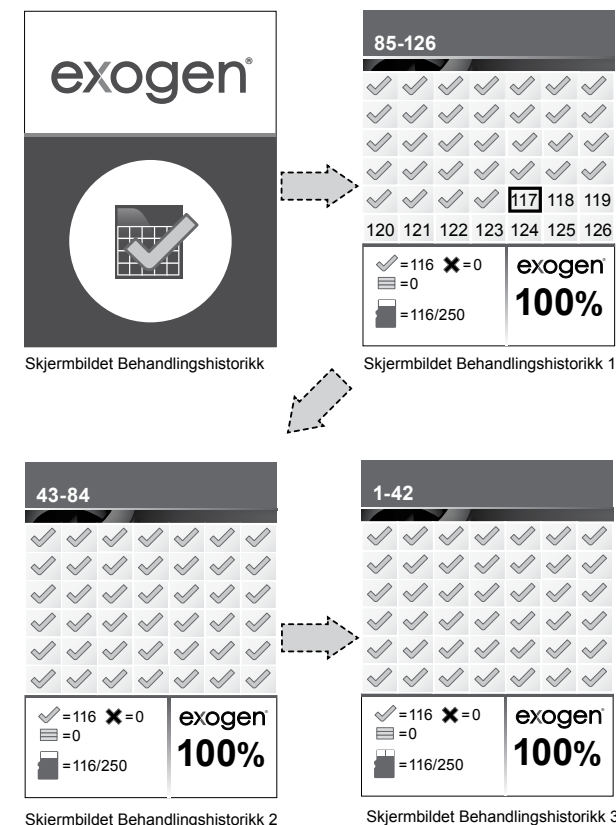 exogen®
Skjermbildet Behandlingshistorikk
85-126
117 118 119
120 121 122 123 124 125 126
=116 =0
=0
=116/250
exogen®
100%
Skjermbildet Behandlingshistorikk 1
43-84
=116 =0
=0
=116/250
exogen®
100%
Skjermbildet Behandlingshistorikk 2
1-42
=116 =0
=0
=116/250
exogen®
100%
Skjermbildet Behandlingshistorikk 3